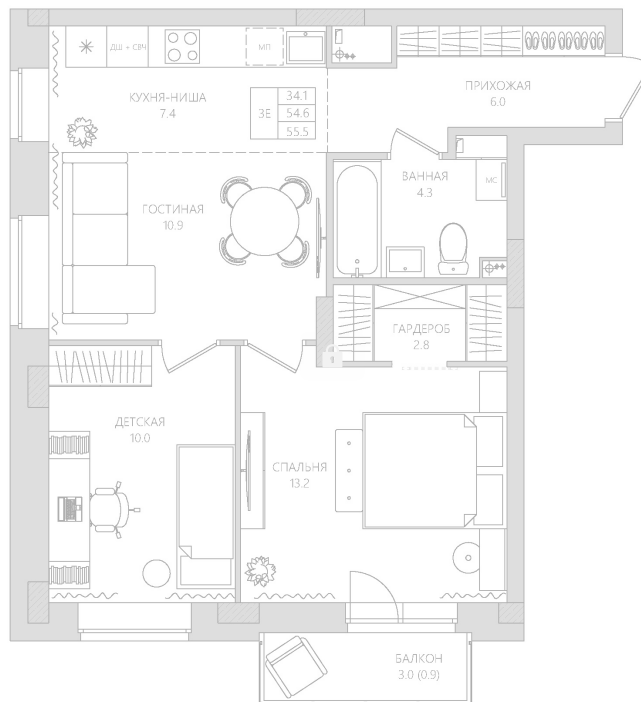 ДШ + СВЧ
МП
КУХНЯ-НИША
7.4
3Е
34.1
54.6
55.5
ПРИХОЖАЯ
6.0
ВАННАЯ
4.3
МС
ГОСТИНАЯ
10.9
ГАРДЕРОБ
2.8
ДЕТСКАЯ
10.0
СПАЛЬНЯ
13.2
БАЛКОН
3.0 (0.9)